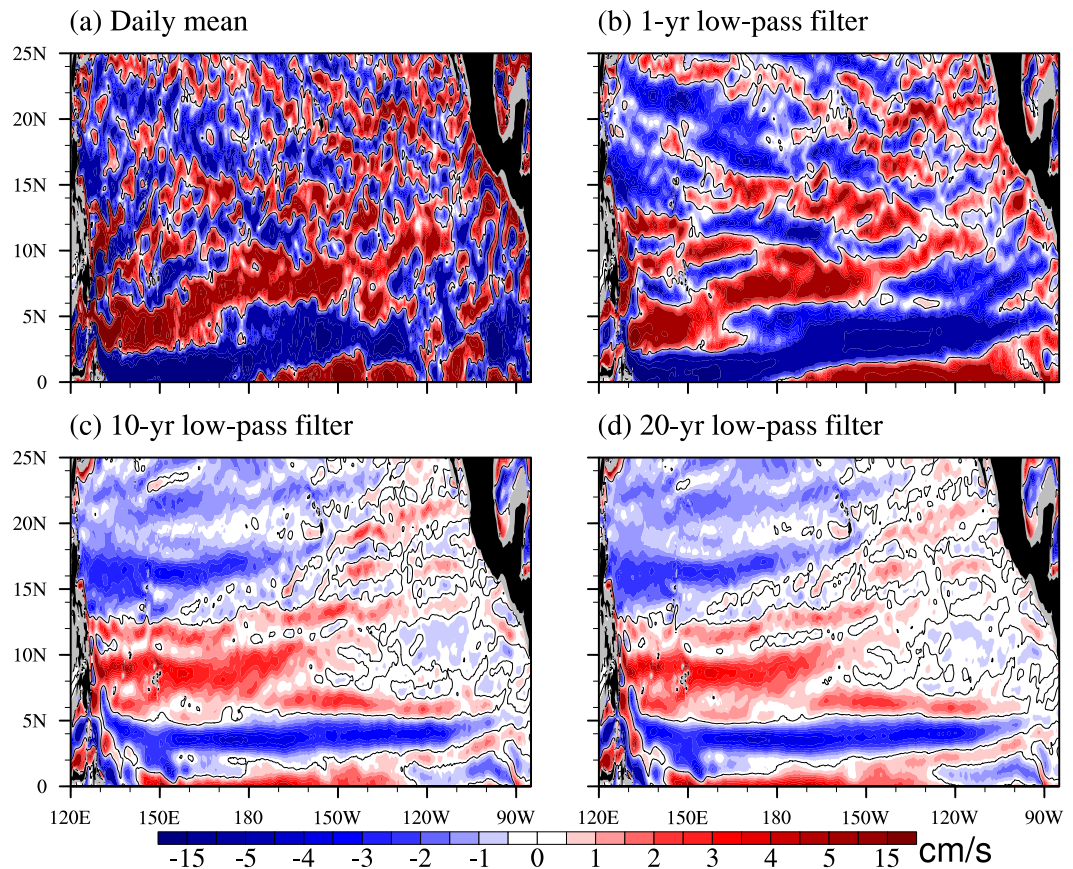 (a) Daily mean
(b) 1-yr low-pass filter
25N
20N
15N
10N
5N
0
25N
20N
15N
10N
5N
0
(c) 10-yr low-pass filter
(d) 20-yr low-pass filter
25N
20N
15N
10N
5N
0
25N
20N
15N
10N
5N
0
120E 150E 180 150W 120W 90W
120E 150E 180 150W 120W 90W
-15 -5 -4 -3 -2 -1 0 1 2 3 4 5 15 cm/s